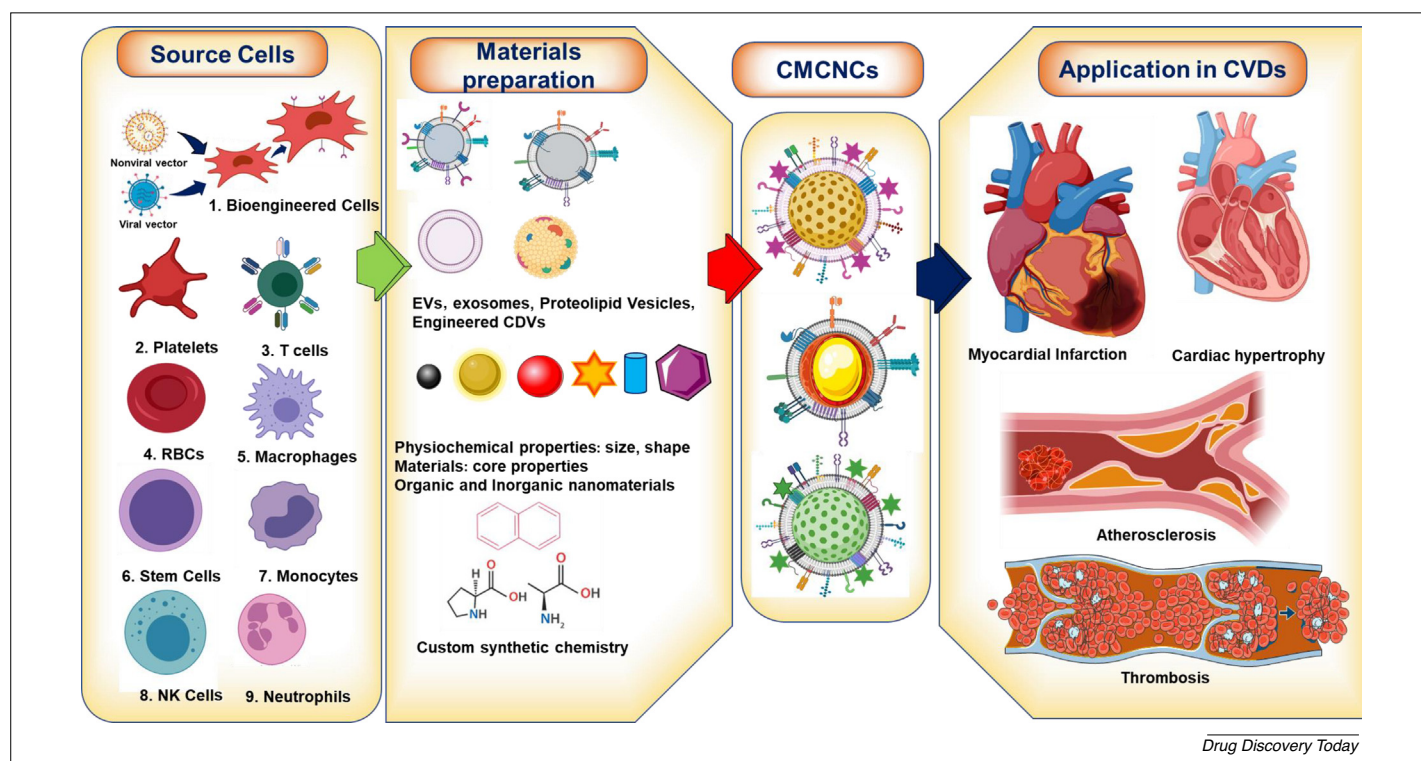 Source Cells
Nonviral vector
Viral vector
1. Bioengineered Cells
2. Platelets
3. T cells
4. RBCs
5. Macrophages
6. Stem Cells
7. Monocytes
8. NK Cells
9. Neutrophils
Materials
preparation
EVs, exosomes, Proteolipid Vesicles,
Engineered CDVs
Physiochemical properties: size, shape
Materials: core properties
Organic and Inorganic nanomaterials
H
O
OH
NH
O
OH
NH2
Custom synthetic chemistry
CMCNCs
Application in CVDs
Myocardial Infarction
Cardiac hypertrophy
Atherosclerosis
Thrombosis
Drug Discovery Today